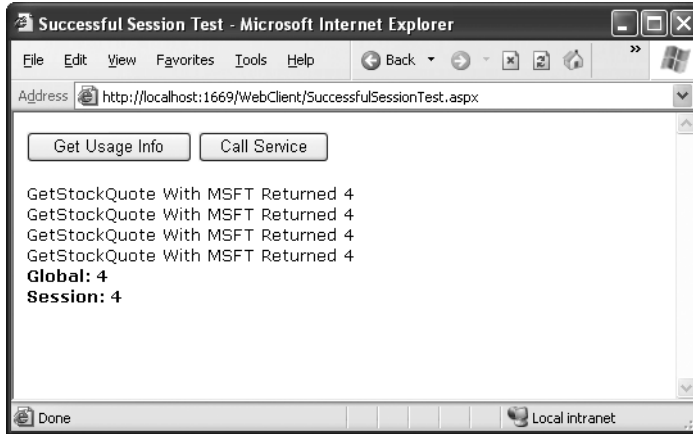 Successful Session Test - Microsoft Internet Explorer
File Edit View Favorites Tools Help Back »
Address http://localhost:1669/WebClient/SuccessfulSessionTest.aspx
Get Usage Info Call Service
GetStockQuote With MSFT Returned 4
GetStockQuote With MSFT Returned 4
GetStockQuote With MSFT Returned 4
GetStockQuote With MSFT Returned 4
Global: 4
Session: 4
Done Local intranet